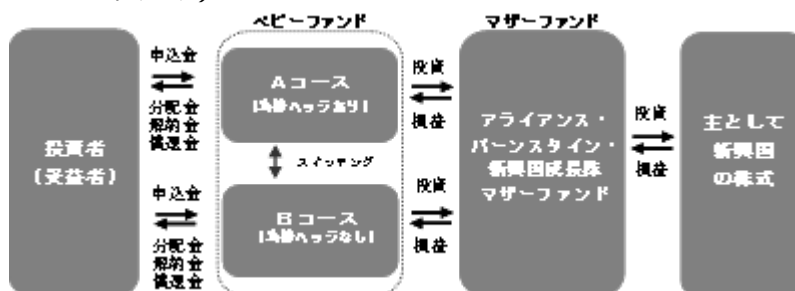 ベビーファンド
マザーファンド
申込金
分配金
解約金
償還金
Aコース
(為替ヘッジあり)
投資
損益
投資者
(受益者)
スイッチング
アライアンス・
バーンスタイン・
新興国成長株
マザーファンド
投資
損益
主として
新興国
の株式
申込金
分配金
解約金
償還金
Bコース
(為替ヘッジなし)
投資
損益